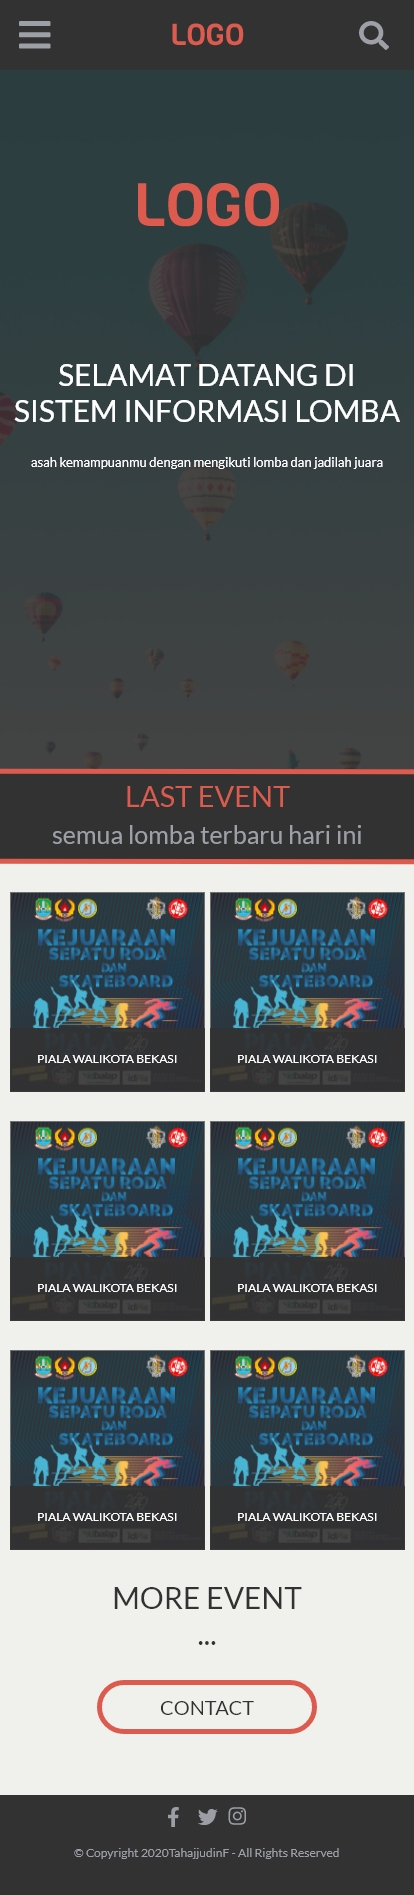 LOGO
LOGO
SELAMAT DATANG DI
SISTEM INFORMASI LOMBA
asah kemampuanmu dengan mengikuti lomba dan jadilah juara
LAST EVENT
semua lomba terbaru hari ini
KEJUARAAN
SEPATU RODA
DAN
SKATEBOARD
PIALA WALIKOTA BEKASI
KEJUARAAN
SEPATU RODA
DAN
SKATEBOARD
PIALA WALIKOTA BEKASI
KEJUARAAN
SEPATU RODA
DAN
SKATEBOARD
PIALA WALIKOTA BEKASI
KEJUARAAN
SEPATU RODA
DAN
SKATEBOARD
PIALA WALIKOTA BEKASI
KEJUARAAN
SEPATU RODA
DAN
SKATEBOARD
PIALA WALIKOTA BEKASI
KEJUARAAN
SEPATU RODA
DAN
SKATEBOARD
PIALA WALIKOTA BEKASI
MORE EVENT
...
CONTACT
© Copyright 2020TahajjudinF - All Rights Reserved